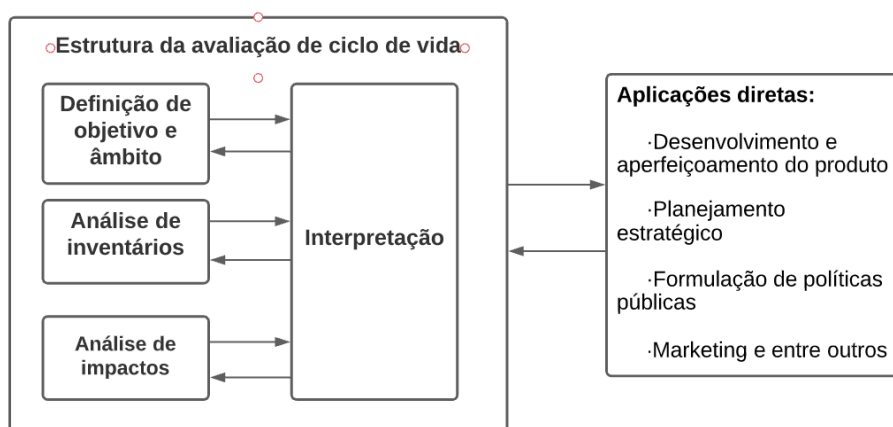 Estrutura da avaliação de ciclo de vida
Definição de
objetivo e
âmbito
Análise de
inventários
Análise de
impactos
Interpretação
Aplicações diretas:
·Desenvolvimento e
aperfeiçoamento do produto
·Planejamento
estratégico
·Formulação de políticas
públicas
·Marketing e entre outros